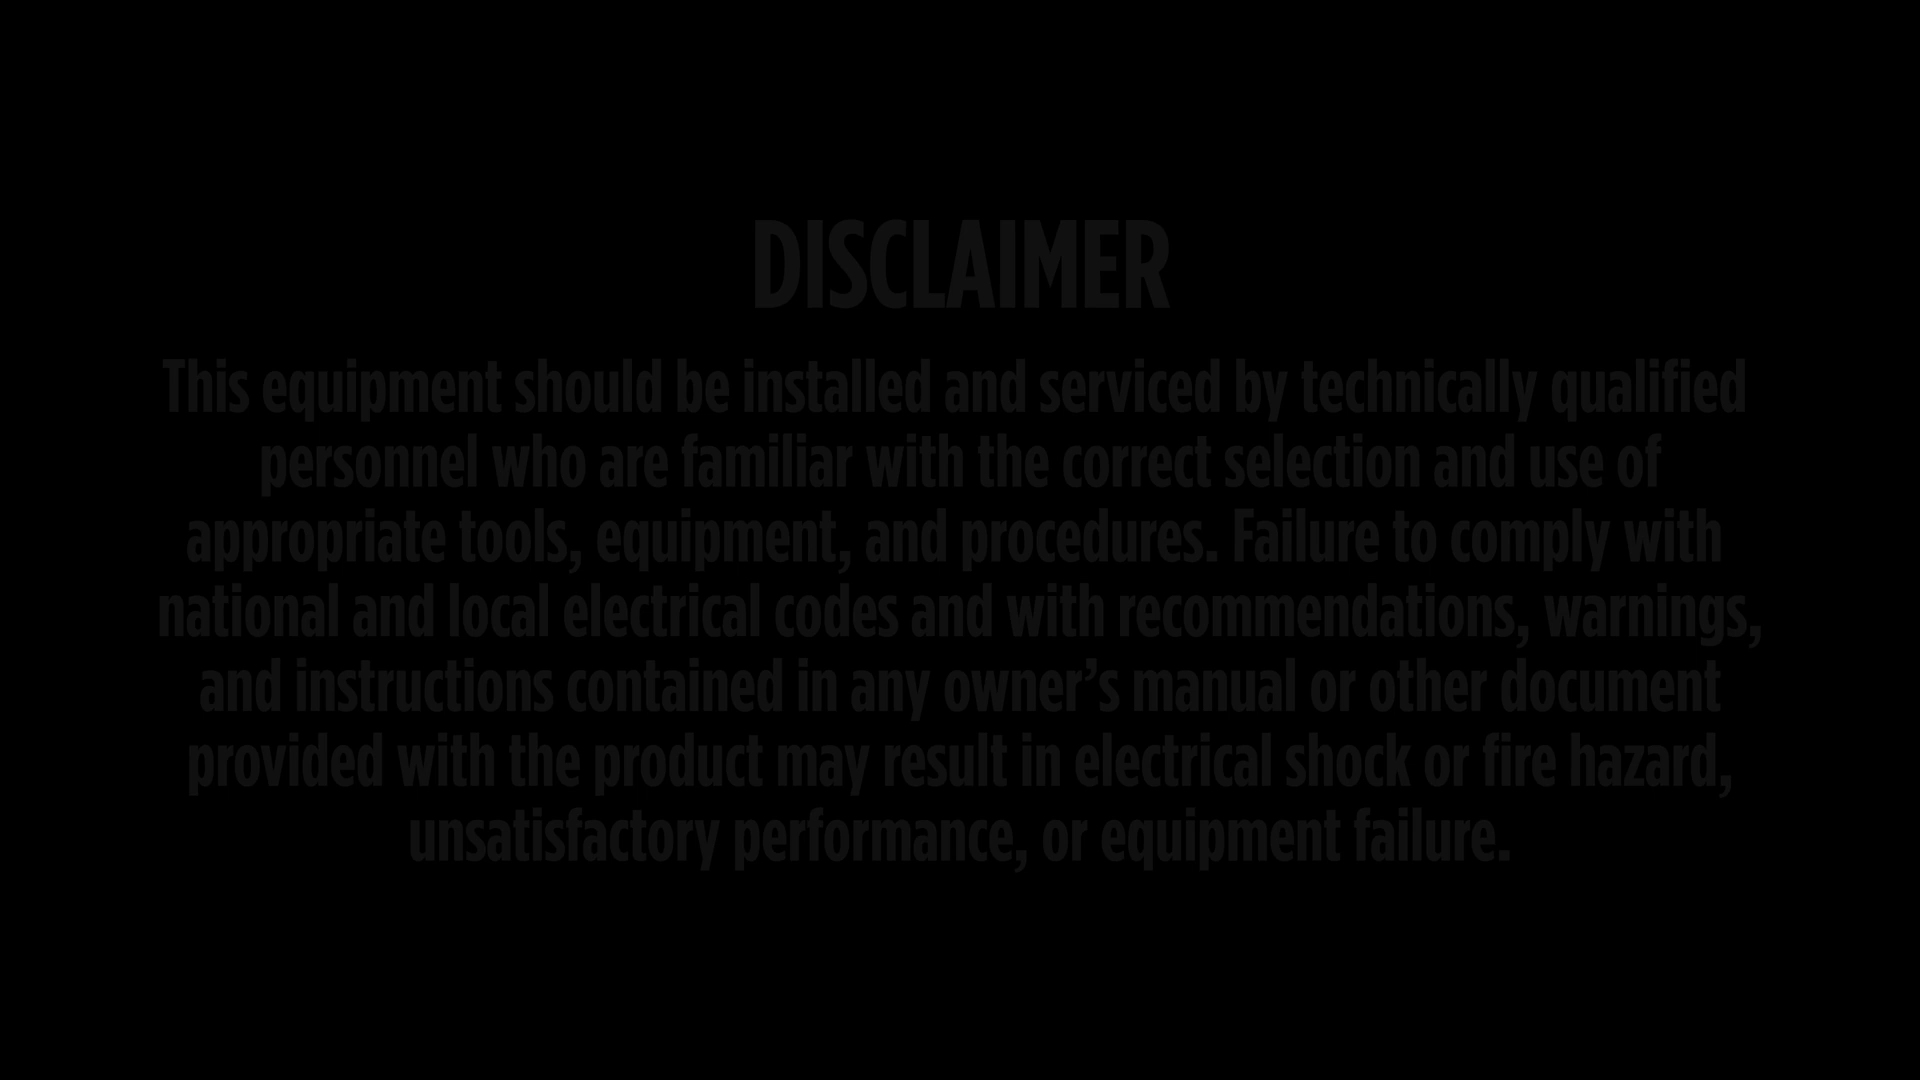 DISCLAIMER
This equipment should be installed and serviced by technically qualified
personnel who are familiar with the correct selection and use of
appropriate tools, equipment, and procedures. Failure to comply with
national and local electrical codes and with recommendations, warnings,
and instructions contained in any owner’s manual or other document
provided with the product may result in electrical shock or fire hazard,
unsatisfactory performance, or equipment failure.